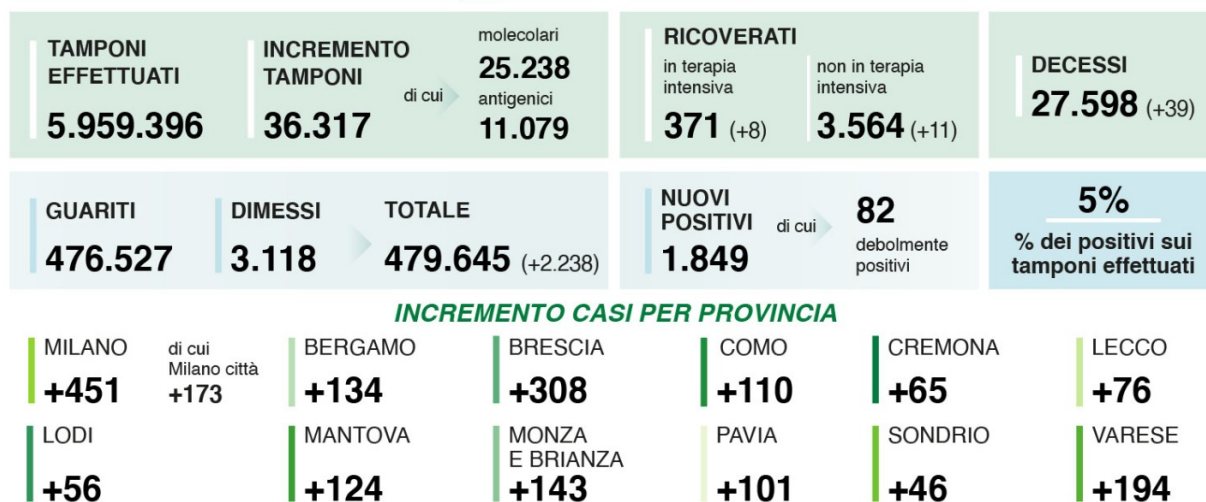 TAMPONI
EFFETTUATI
5.959.396
INCREMENTO
TAMPONI
36.317
di cui
molecolari
25.238
antigenici
11.079
RICOVERATI
in terapia
intensiva
371 (+8)
non in terapia
intensiva
3.564 (+11)
DECESSI
27.598 (+39)
GUARITI
476.527
DIMESSI
3.118
TOTALE
479.645 (+2.238)
NUOVI
POSITIVI
1.849
di cui
82
debolmente
positivi
5%
% dei positivi sui
tamponi effettuati
INCREMENTO CASI PER PROVINCIA
MILANO
+451
di cui
Milano città
+173
BERGAMO
+134
BRESCIA
+308
COMO
+110
CREMONA
+65
LECCO
+76
LODI
+56
MANTOVA
+124
MONZA
E BRIANZA
+143
PAVIA
+101
SONDRIO
+46
VARESE
+194